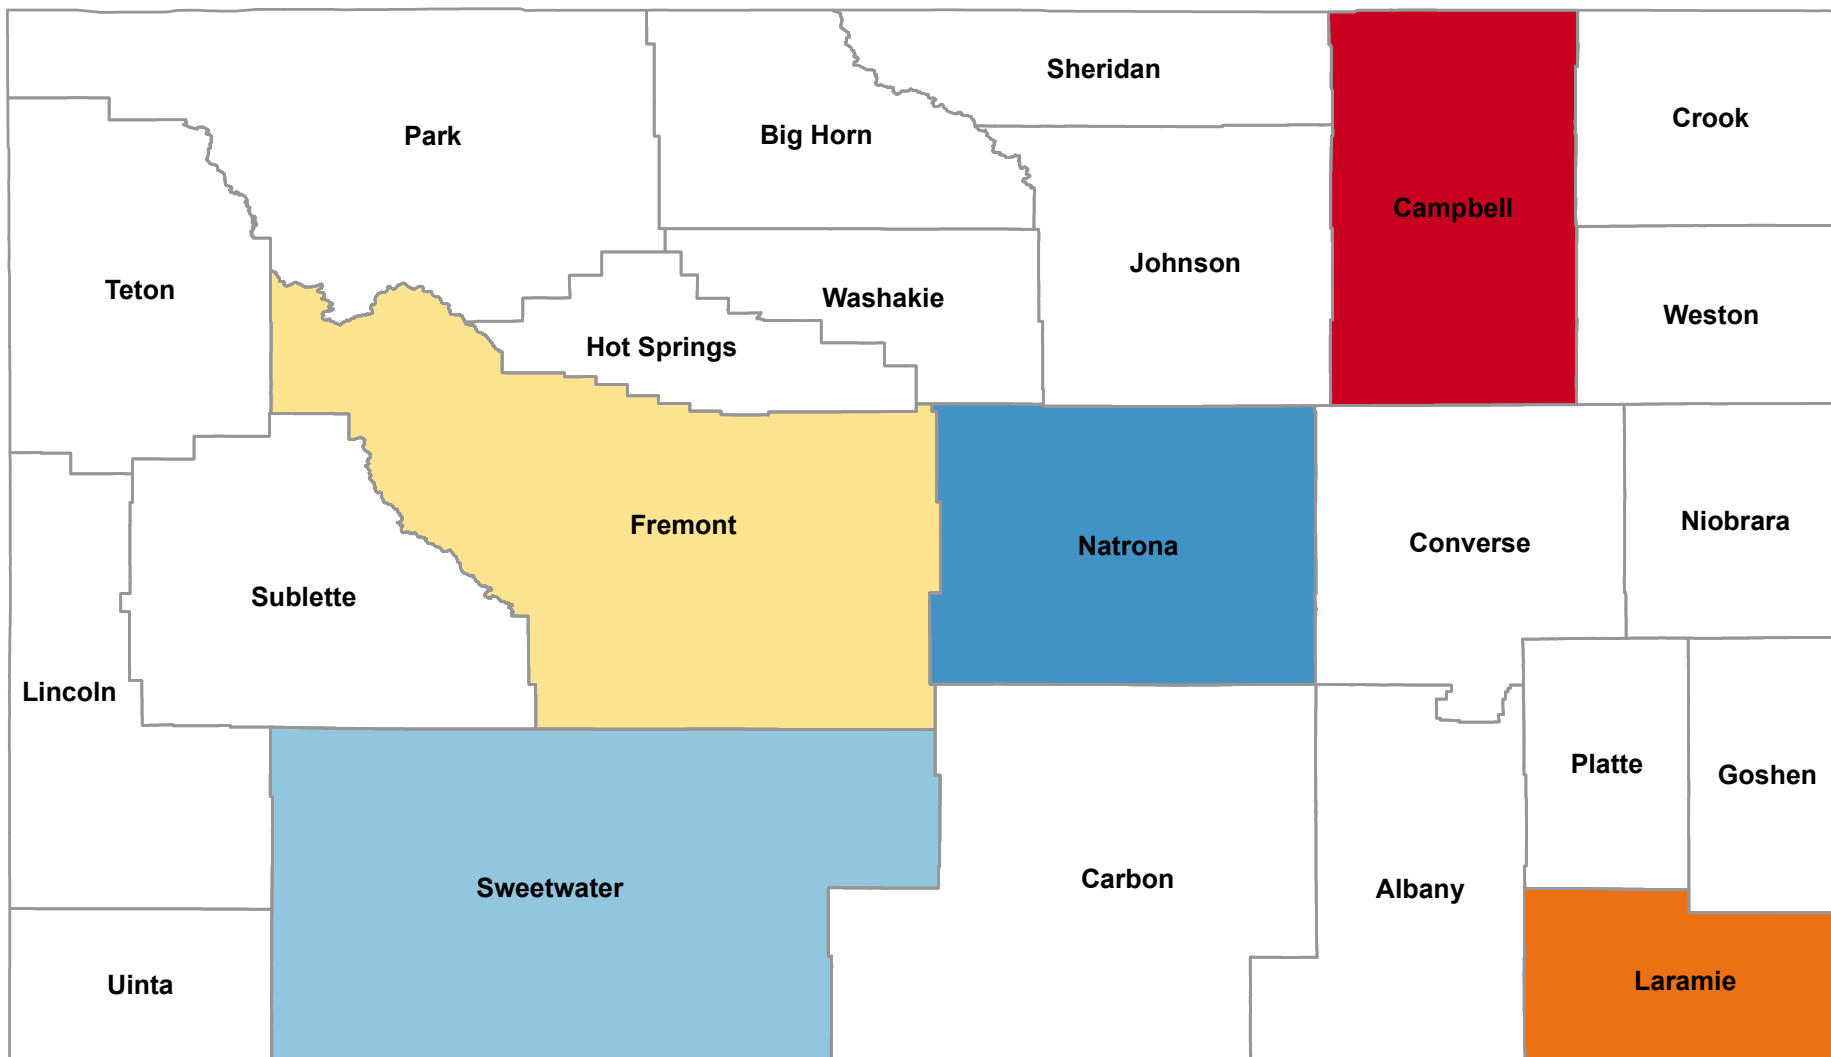 Sheridan
Crook
Park
Big Horn
Campbell
Johnson
Teton
Washakie
Weston
Hot Springs
Fremont
Natrona
Converse
Niobrara
Sublette
Lincoln
Platte
Goshen
Sweetwater
Carbon
Albany
Uinta
Laramie